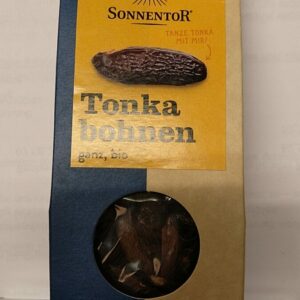 SONNENTOR
TANZE TONKA
MIT MIR!
Tonka
bohnen
ganz, bio